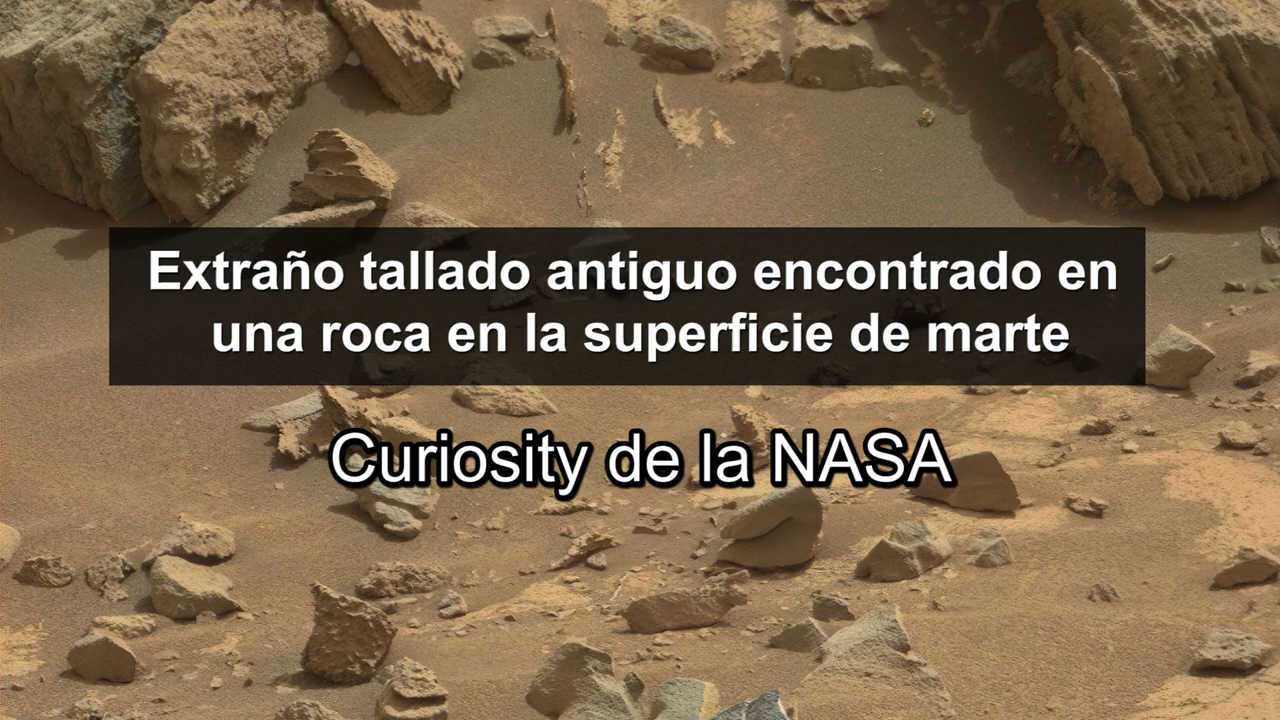 Extraño tallado antiguo encontrado en
una roca en la superficie de marte
Curiosity de la NASA